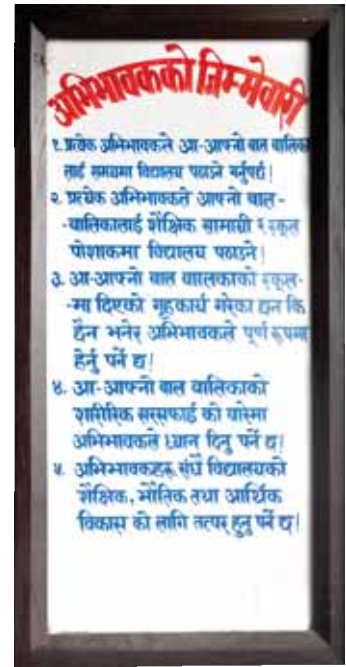 अभिभावकको जिम्मेवारी
१. प्रत्येक अभिभावकले आ-आफ्नो बाल बालिका
लाई समयमा विद्यालय पठाउने गर्नुपर्छ।
२. प्रत्येक अभिभावकले आफ्नो बाल-
-बालिकालाई शैक्षिक सामाग्री र स्कूल
पोशाकमा विद्यालय पठाउने।
३. आ-आफ्नो बाल बालिकाको स्कूल-
-मा दिएको गृहकार्य गरेका छन कि
छैन भनेर अभिभावकले पूर्ण रूपमा
हेर्नु पर्ने छ।
४. आ-आफ्नो बाल बालिकाको
शारीरिक सरसफाई को बारेमा
अभिभावकले ध्यान दिनु पर्ने छ।
५. अभिभावकहरू संधै विद्यालयको
शैक्षिक, भौतिक तथा आर्थिक
विकास को लागि तत्पर हुनु पर्ने छ।